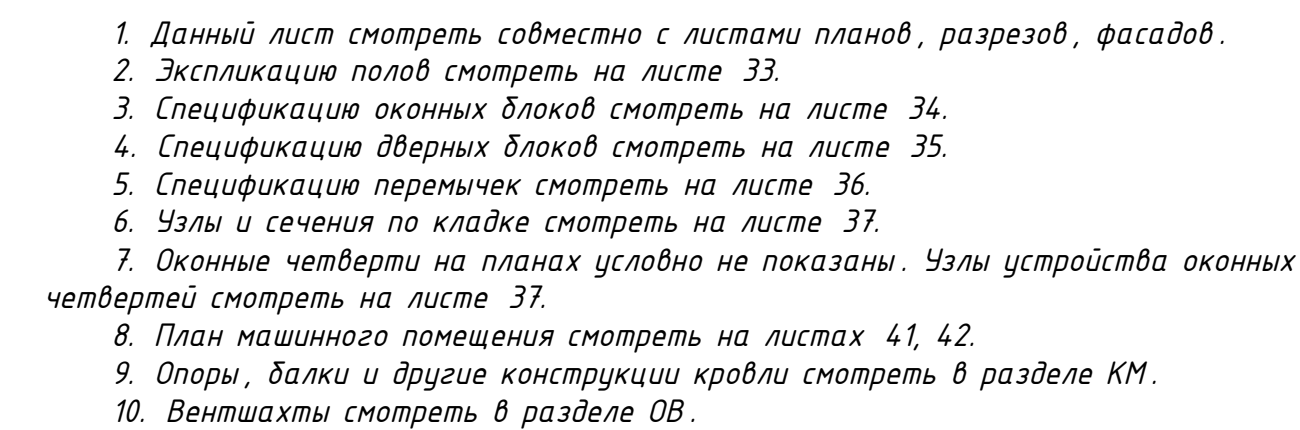 1. Данный лист смотреть совместно с листами планов, разрезов, фасадов.
2. Экспликацию полов смотреть на листе 33.
3. Спецификацию оконных блоков смотреть на листе 34.
4. Спецификацию дверных блоков смотреть на листе 35.
5. Спецификацию перемычек смотреть на листе 36.
6. Узлы и сечения по кладке смотреть на листе 37.
7. Оконные четверти на планах условно не показаны. Узлы устройства оконных
четвертей смотреть на листе 37.
8. План машинного помещения смотреть на листах 41, 42.
9. Опоры, балки и другие конструкции кровли смотреть в разделе КМ.
10. Вентшахты смотреть в разделе ОВ.